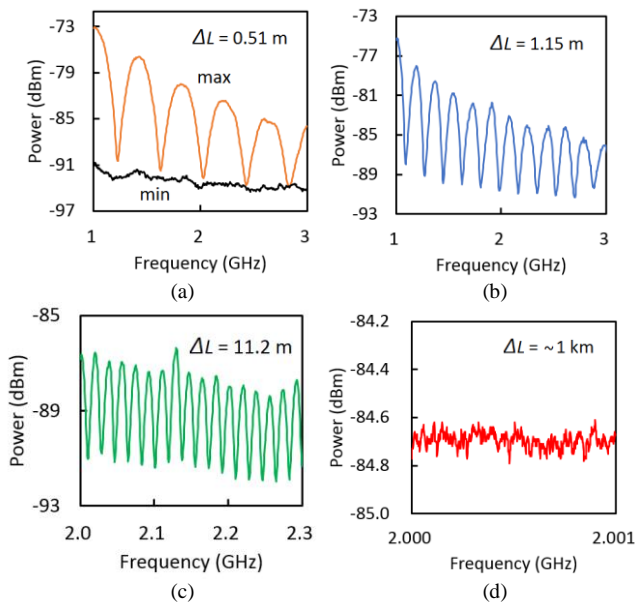 -73
-79
-85
-91
-97
Power (dBm)
ΔL = 0.51 m
max
min
1 2 3
Frequency (GHz)
(a)
-73
-77
-81
-85
-89
-93
Power (dBm)
ΔL = 1.15 m
1 2 3
Frequency (GHz)
(b)
-85
-89
-93
Power (dBm)
ΔL = 11.2 m
2.0 2.1 2.2 2.3
Frequency (GHz)
(c)
-84.2
-84.4
-84.6
-84.8
-85.0
Power (dBm)
ΔL = ~1 km
2.000 2.001
Frequency (GHz)
(d)